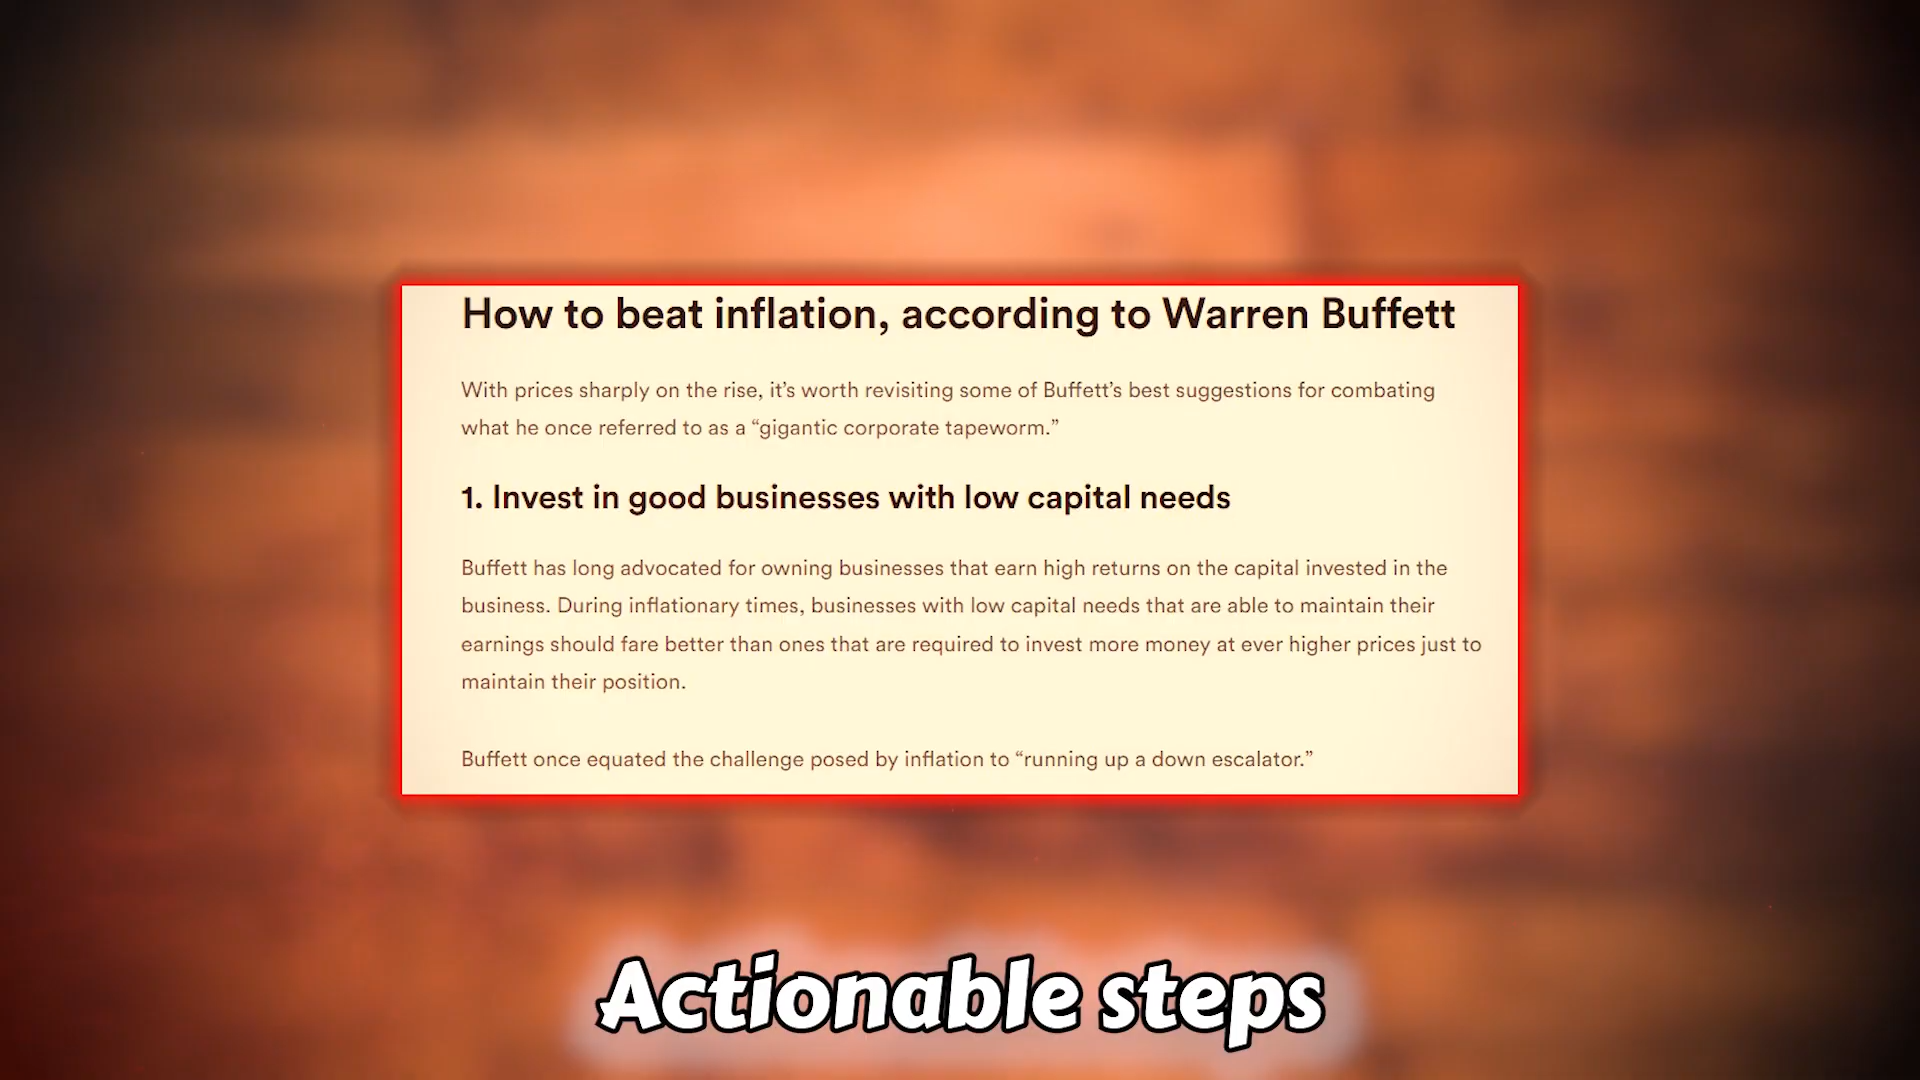 How to beat inflation, according to Warren Buffett
With prices sharply on the rise, it’s worth revisiting some of Buffett’s best suggestions for combating
what he once referred to as a “gigantic corporate tapeworm.”
1. Invest in good businesses with low capital needs
Buffett has long advocated for owning businesses that earn high returns on the capital invested in the
business. During inflationary times, businesses with low capital needs that are able to maintain their
earnings should fare better than ones that are required to invest more money at ever higher prices just to
maintain their position.
Buffett once equated the challenge posed by inflation to “running up a down escalator.”
Actionable steps